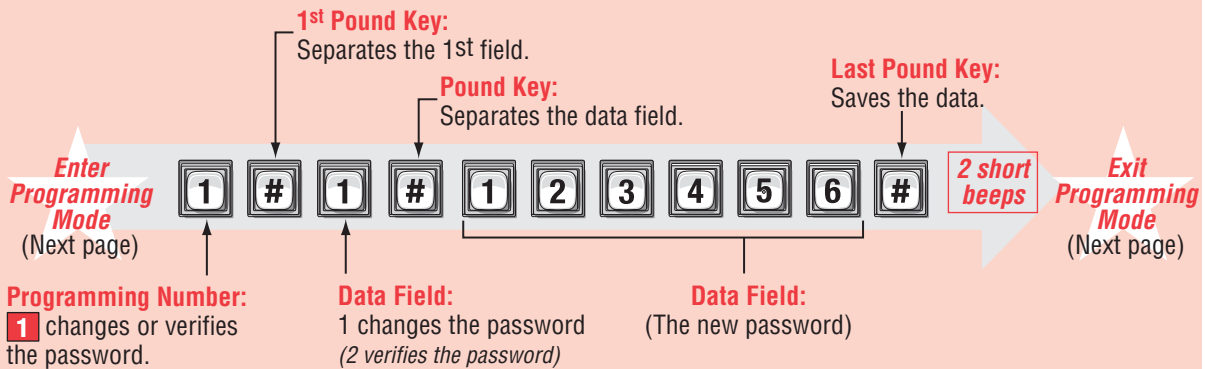 1st Pound Key:
Separates the 1st field.
Pound Key:
Separates the data field.
Last Pound Key:
Saves the data.
Enter
Programming
Mode
(Next page)
1 # 1 # 1 2 3 4 5 6 #
2 short
beeps
Exit
Programming
Mode
(Next page)
Programming Number:
1 changes or verifies
the password.
Data Field:
1 changes the password
(2 verifies the password)
Data Field:
(The new password)